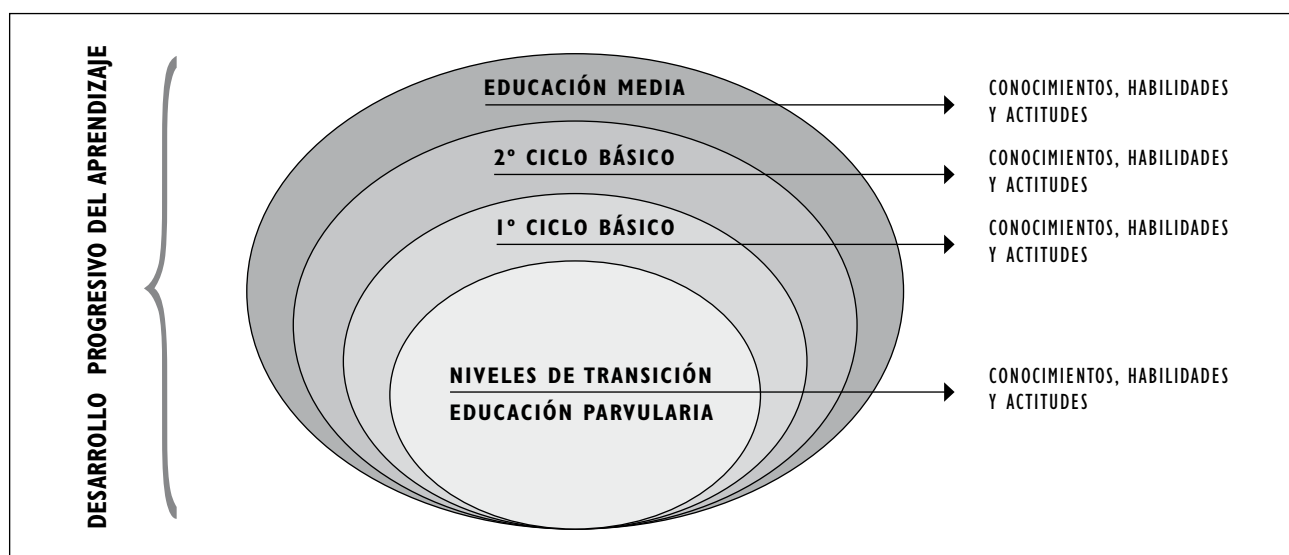 DESARROLLO PROGRESIVO DEL APRENDIZAJE
EDUCACIÓN MEDIA
CONOCIMIENTOS, HABILIDADES
Y ACTITUDES
2º CICLO BÁSICO
CONOCIMIENTOS, HABILIDADES
Y ACTITUDES
1º CICLO BÁSICO
CONOCIMIENTOS, HABILIDADES
Y ACTITUDES
NIVELES DE TRANSICIÓN
EDUCACIÓN PARVULARIA
CONOCIMIENTOS, HABILIDADES
Y ACTITUDES